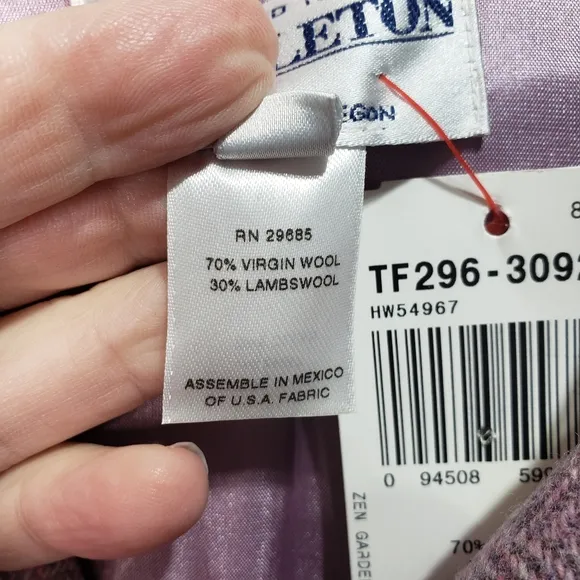 LETON
EGON
RN 29685
70% VIRGIN WOOL
30% LAMBSWOOL
ASSEMBLE IN MEXICO
OF U.S.A. FABRIC
8
TF296-309
HW54967
0 94508 59
ZEN GARDE
70%